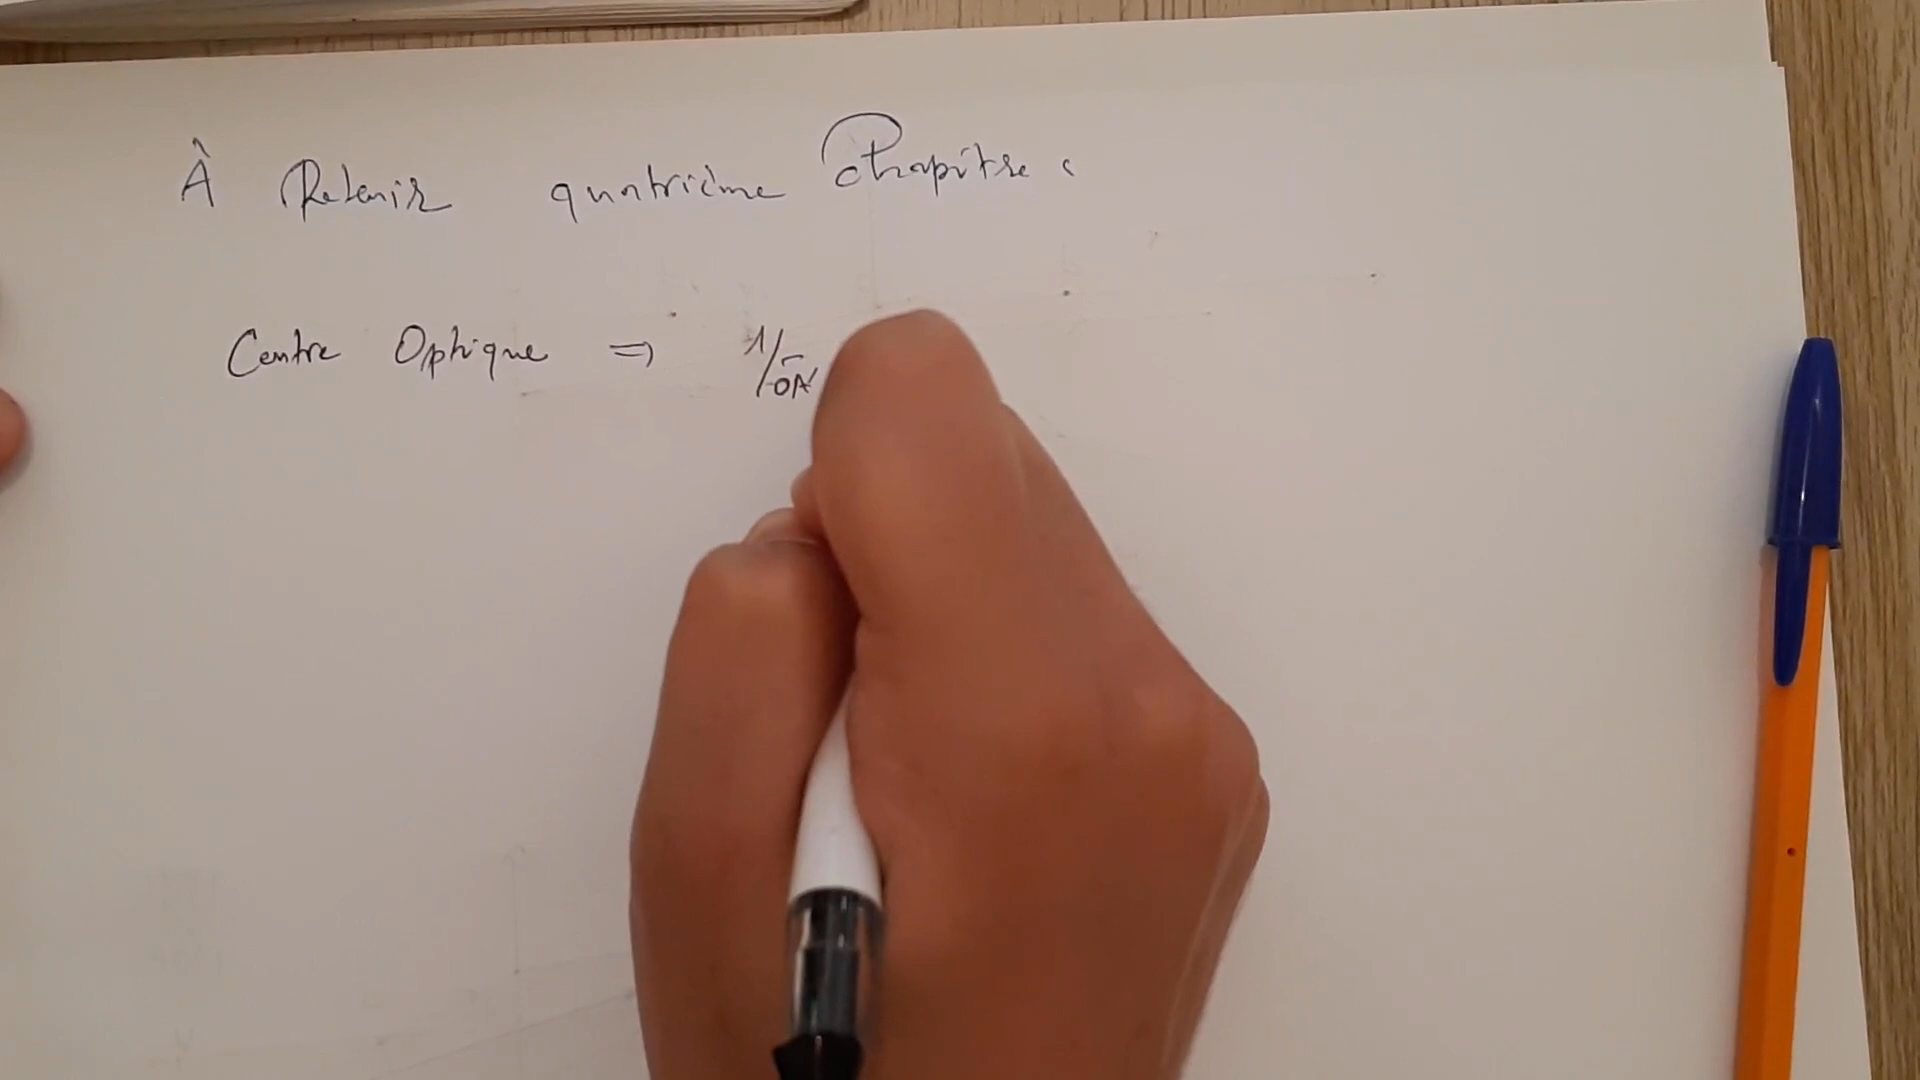 À Retenir quatrième Chapitre :
Centre Optique => 1/OA'